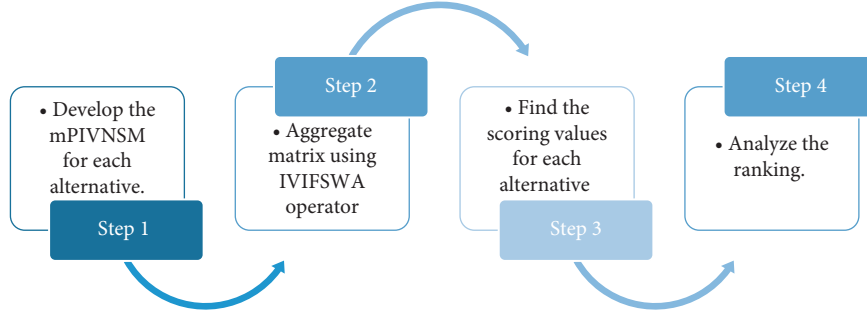 • Develop the
mPIVNSM
for each
alternative.
Step 1
Step 2
• Aggregate
matrix using
IVIFSWA
operator
• Find the
scoring values
for each
alternative
Step 3
Step 4
• Analyze the
ranking.